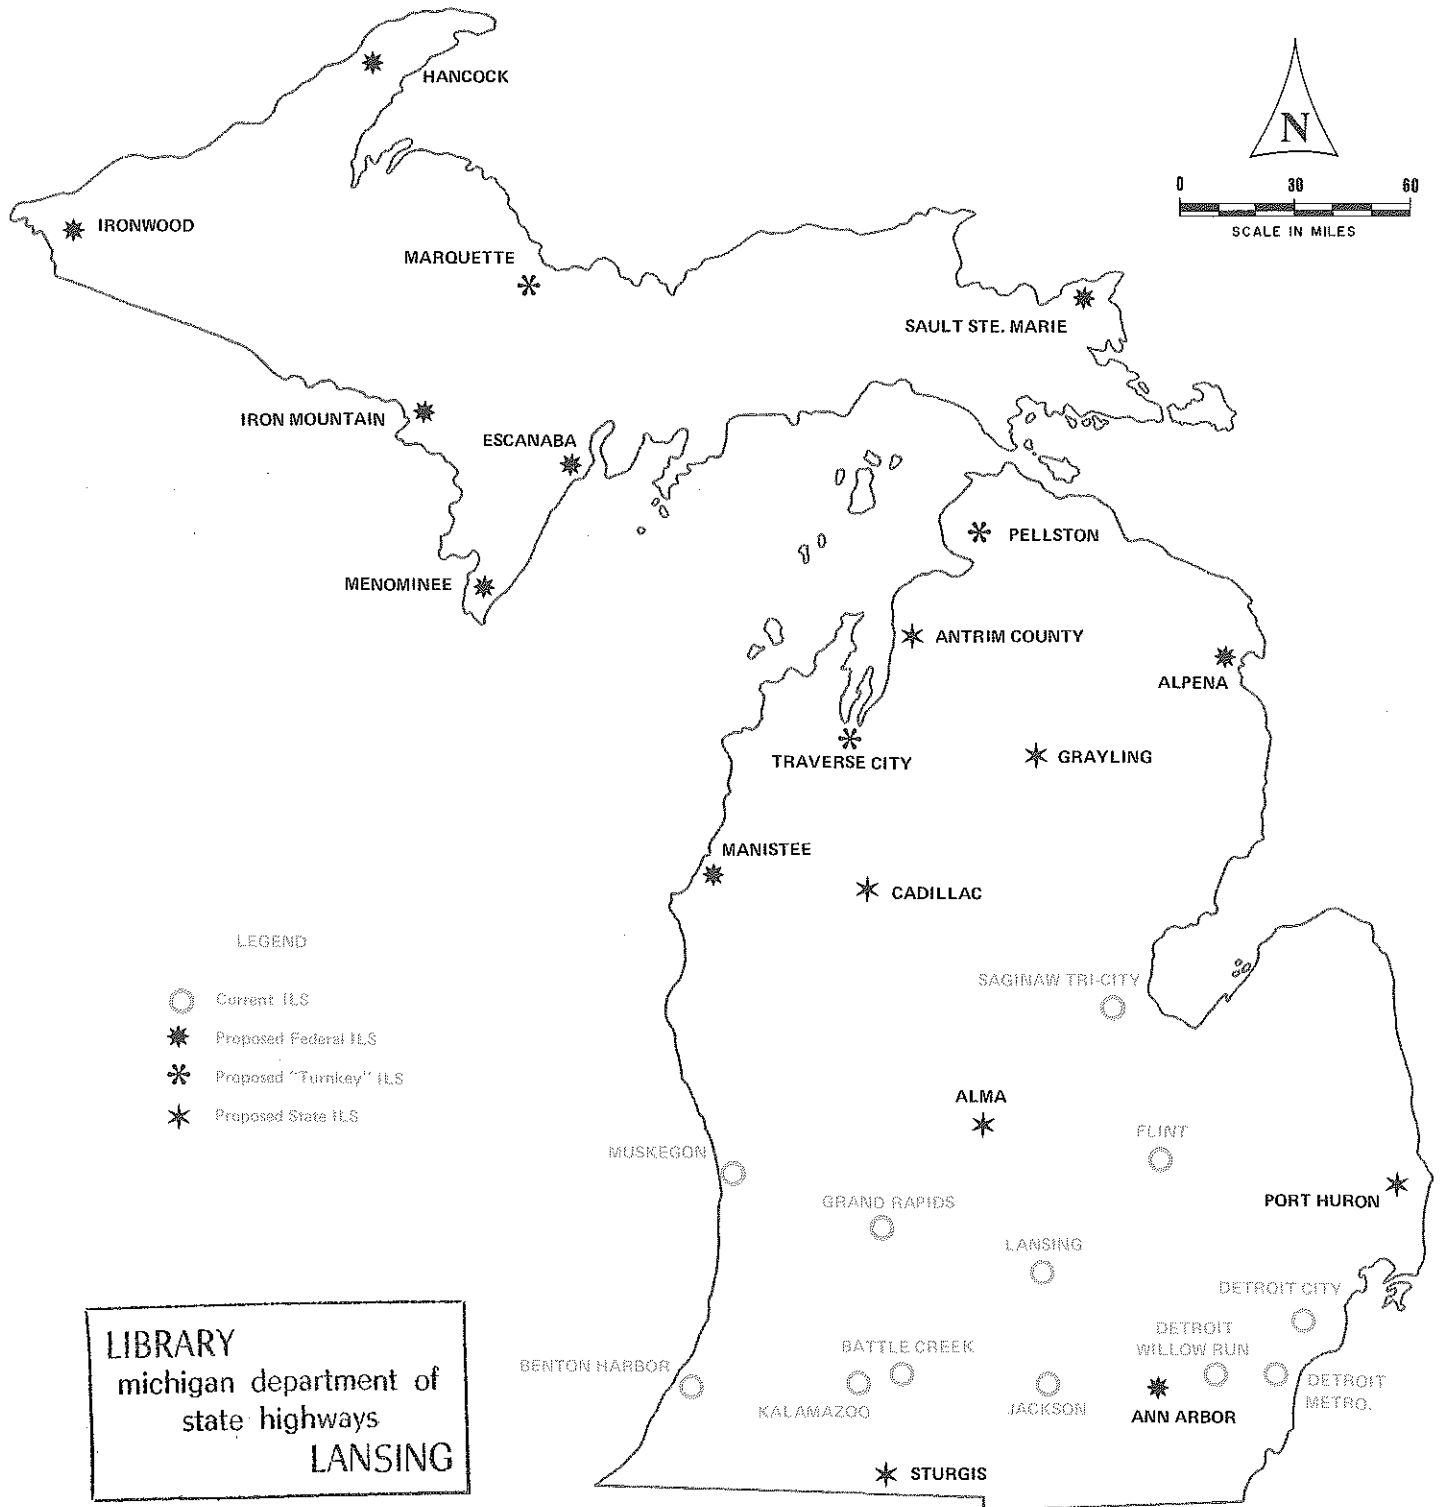 HANCOCK
N
0 30 60
SCALE IN MILES
IRONWOOD
MARQUETTE
SAULT STE. MARIE
IRON MOUNTAIN
ESCANABA
PELLSTON
MENOMINEE
ANTRIM COUNTY
ALPENA
TRAVERSE CITY
GRAYLING
MANISTEE
CADILLAC
LEGEND
Current ILS
Proposed Federal ILS
Proposed "Turnkey" ILS
Proposed State ILS
SAGINAW TRI-CITY
ALMA
FLINT
MUSKEGON
GRAND RAPIDS
PORT HURON
LANSING
DETROIT CITY
DETROIT
WILLOW RUN
BATTLE CREEK
BENTON HARBOR
KALAMAZOO
JACKSON
DETROIT
METRO.
ANN ARBOR
STURGIS
LIBRARY
michigan department of
state highways
LANSING